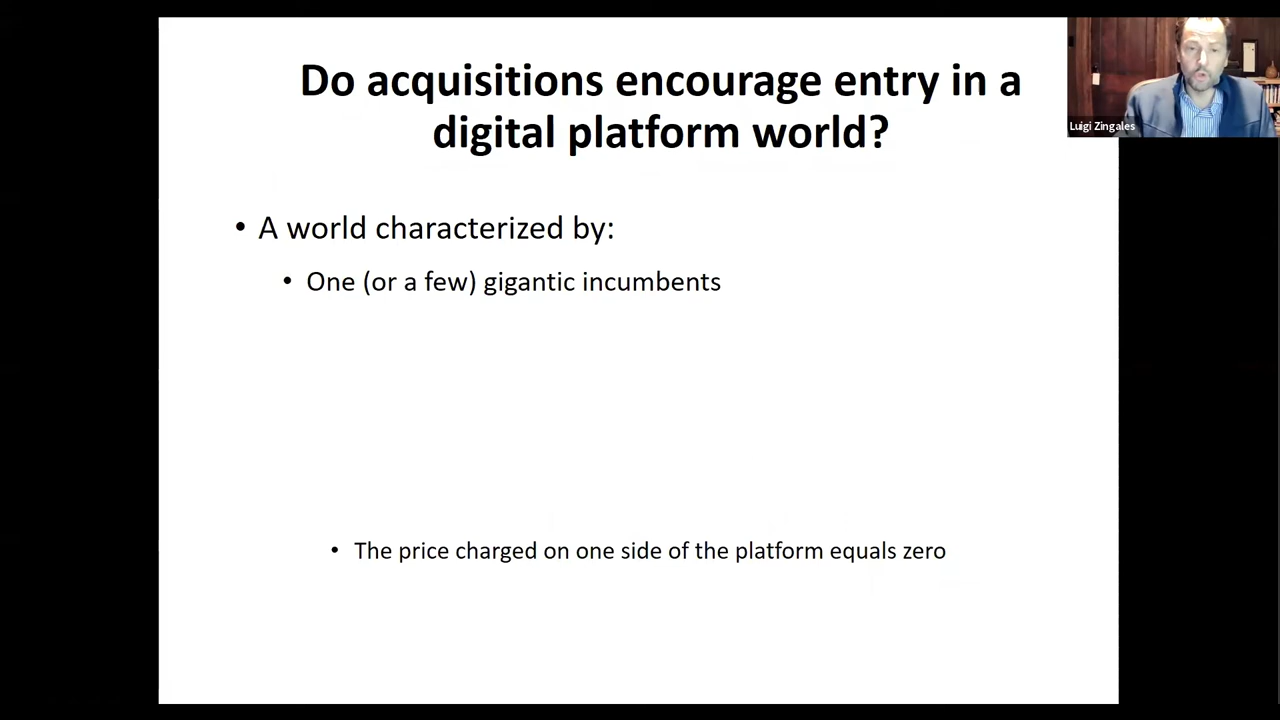 Do acquisitions encourage entry in a
digital platform world?
Luigi Zingales
• A world characterized by:
• One (or a few) gigantic incumbents
• The price charged on one side of the platform equals zero